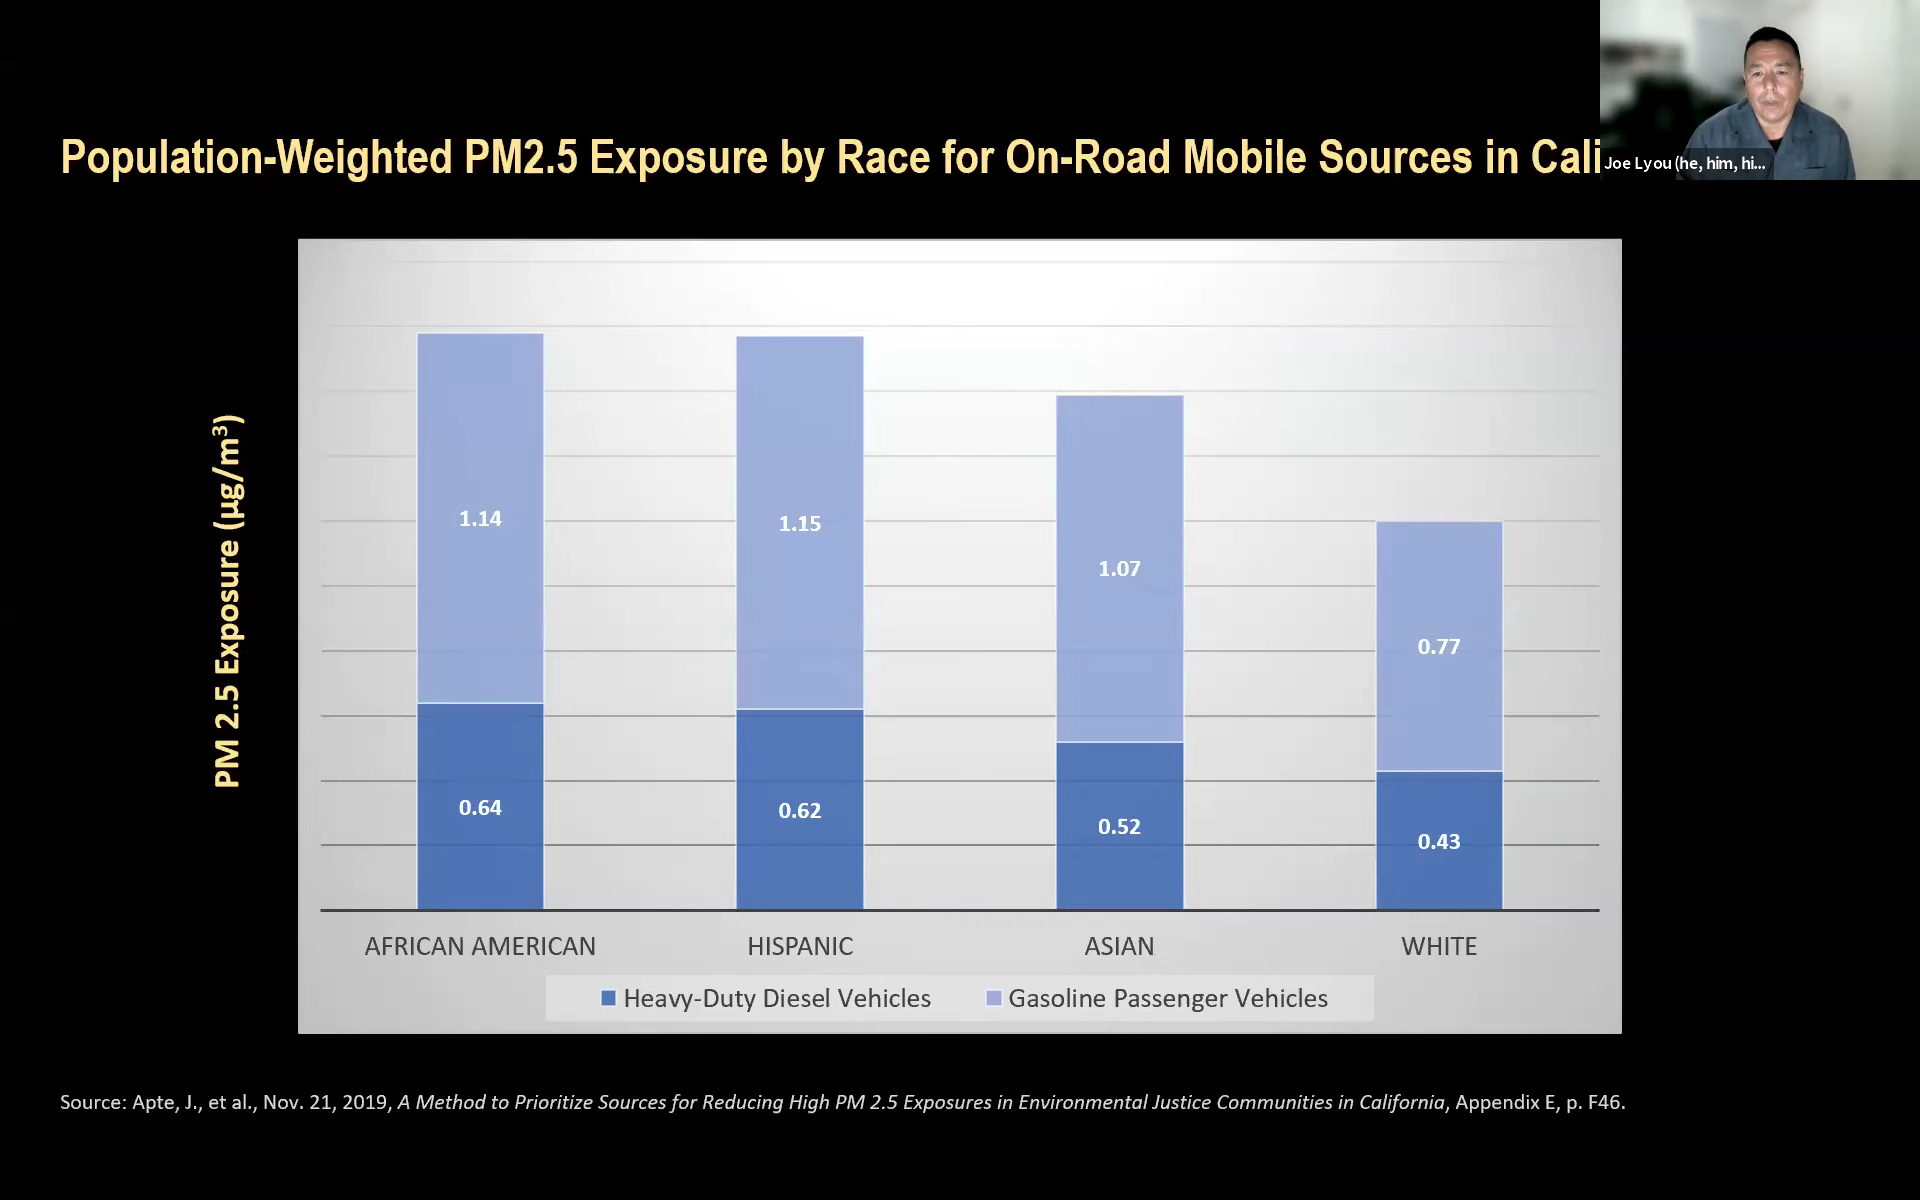 Population-Weighted PM2.5 Exposure by Race for On-Road Mobile Sources in Cali
Joe Lyou (he, him, hi...
PM 2.5 Exposure (µg/m³)
1.14
1.15
1.07
0.77
0.64
0.62
0.52
0.43
AFRICAN AMERICAN
HISPANIC
ASIAN
WHITE
Heavy-Duty Diesel Vehicles
Gasoline Passenger Vehicles
Source: Apte, J., et al., Nov. 21, 2019, A Method to Prioritize Sources for Reducing High PM 2.5 Exposures in Environmental Justice Communities in California, Appendix E, p. F46.